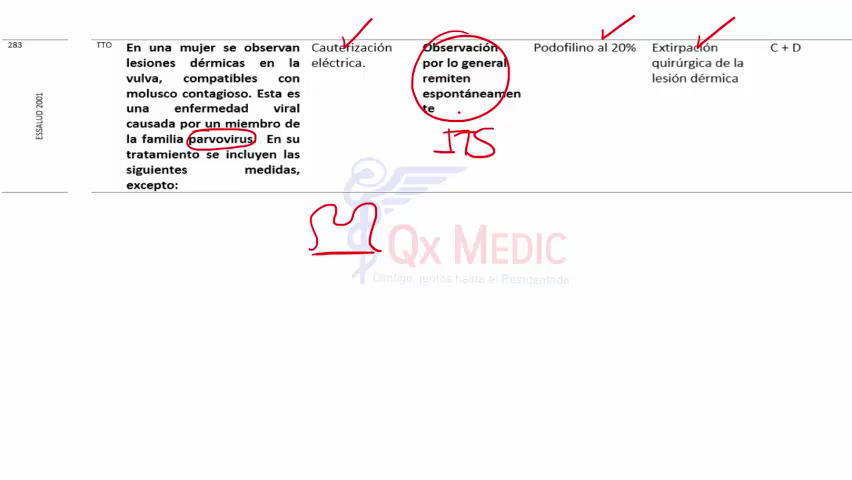 283
ESSALUD 2001
TTO
En una mujer se observan
lesiones dérmicas en la
vulva, compatibles con
molusco contagioso. Esta es
una enfermedad viral
causada por un miembro de
la familia parvovirus. En su
tratamiento se incluyen las
siguientes medidas,
excepto:
Cauterización
eléctrica.
Observación
por lo general
remiten
espontáneamen
te
ITS
Podofilino al 20%
Extirpación
quirúrgica de la
lesión dérmica
C + D
Qx MEDIC
Contigo, juntos hasta el Residentado